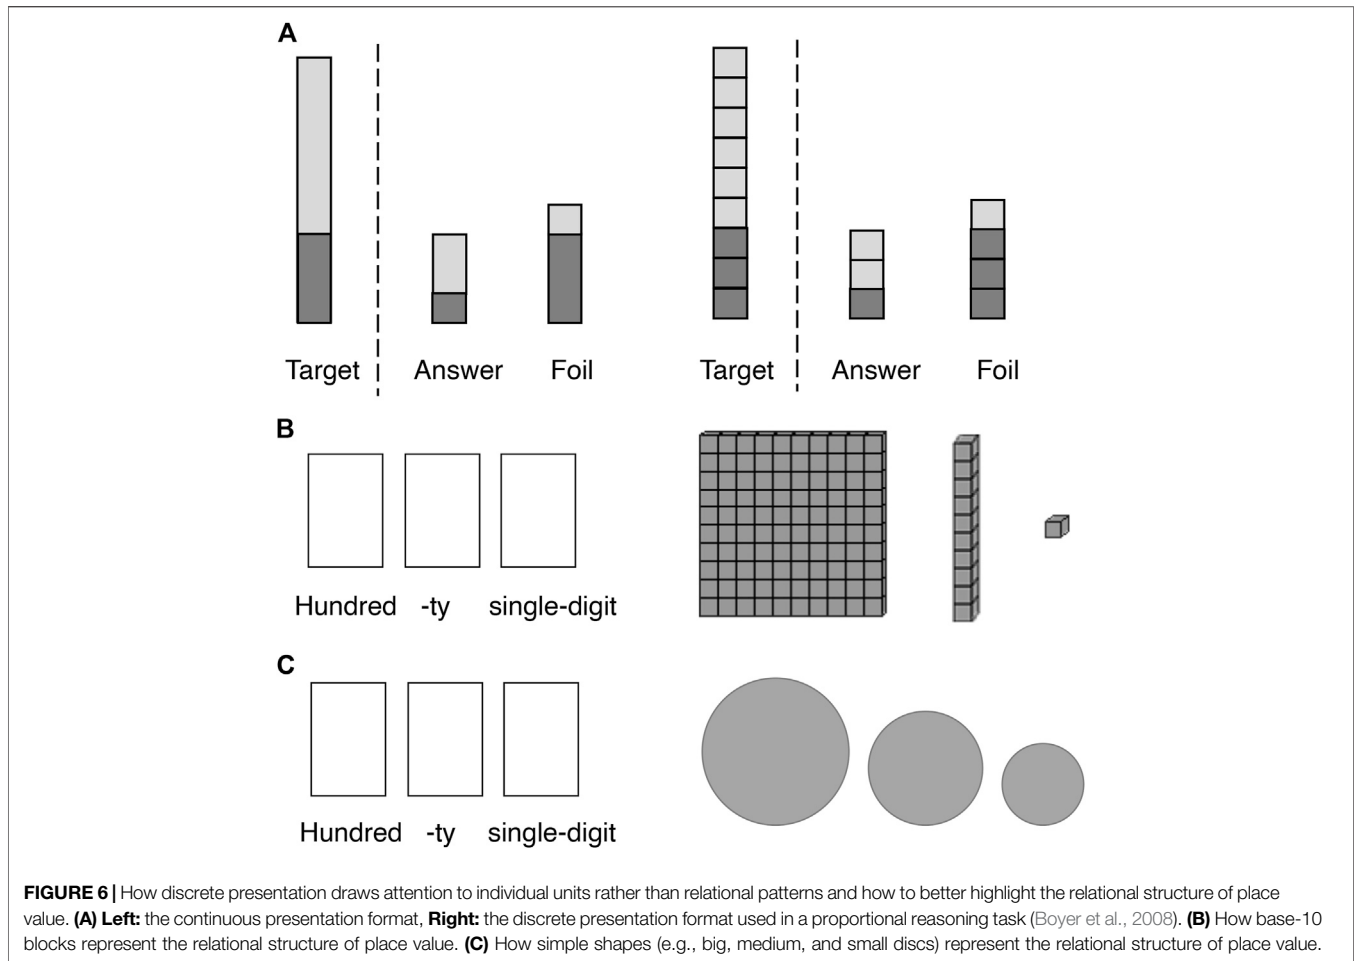 A
Target Answer Foil Target Answer Foil
B
Hundred -ty single-digit
C
Hundred -ty single-digit
FIGURE 6 | How discrete presentation draws attention to individual units rather than relational patterns and how to better highlight the relational structure of place
value. (A) Left: the continuous presentation format, Right: the discrete presentation format used in a proportional reasoning task (Boyer et al., 2008). (B) How base-10
blocks represent the relational structure of place value. (C) How simple shapes (e.g., big, medium, and small discs) represent the relational structure of place value.